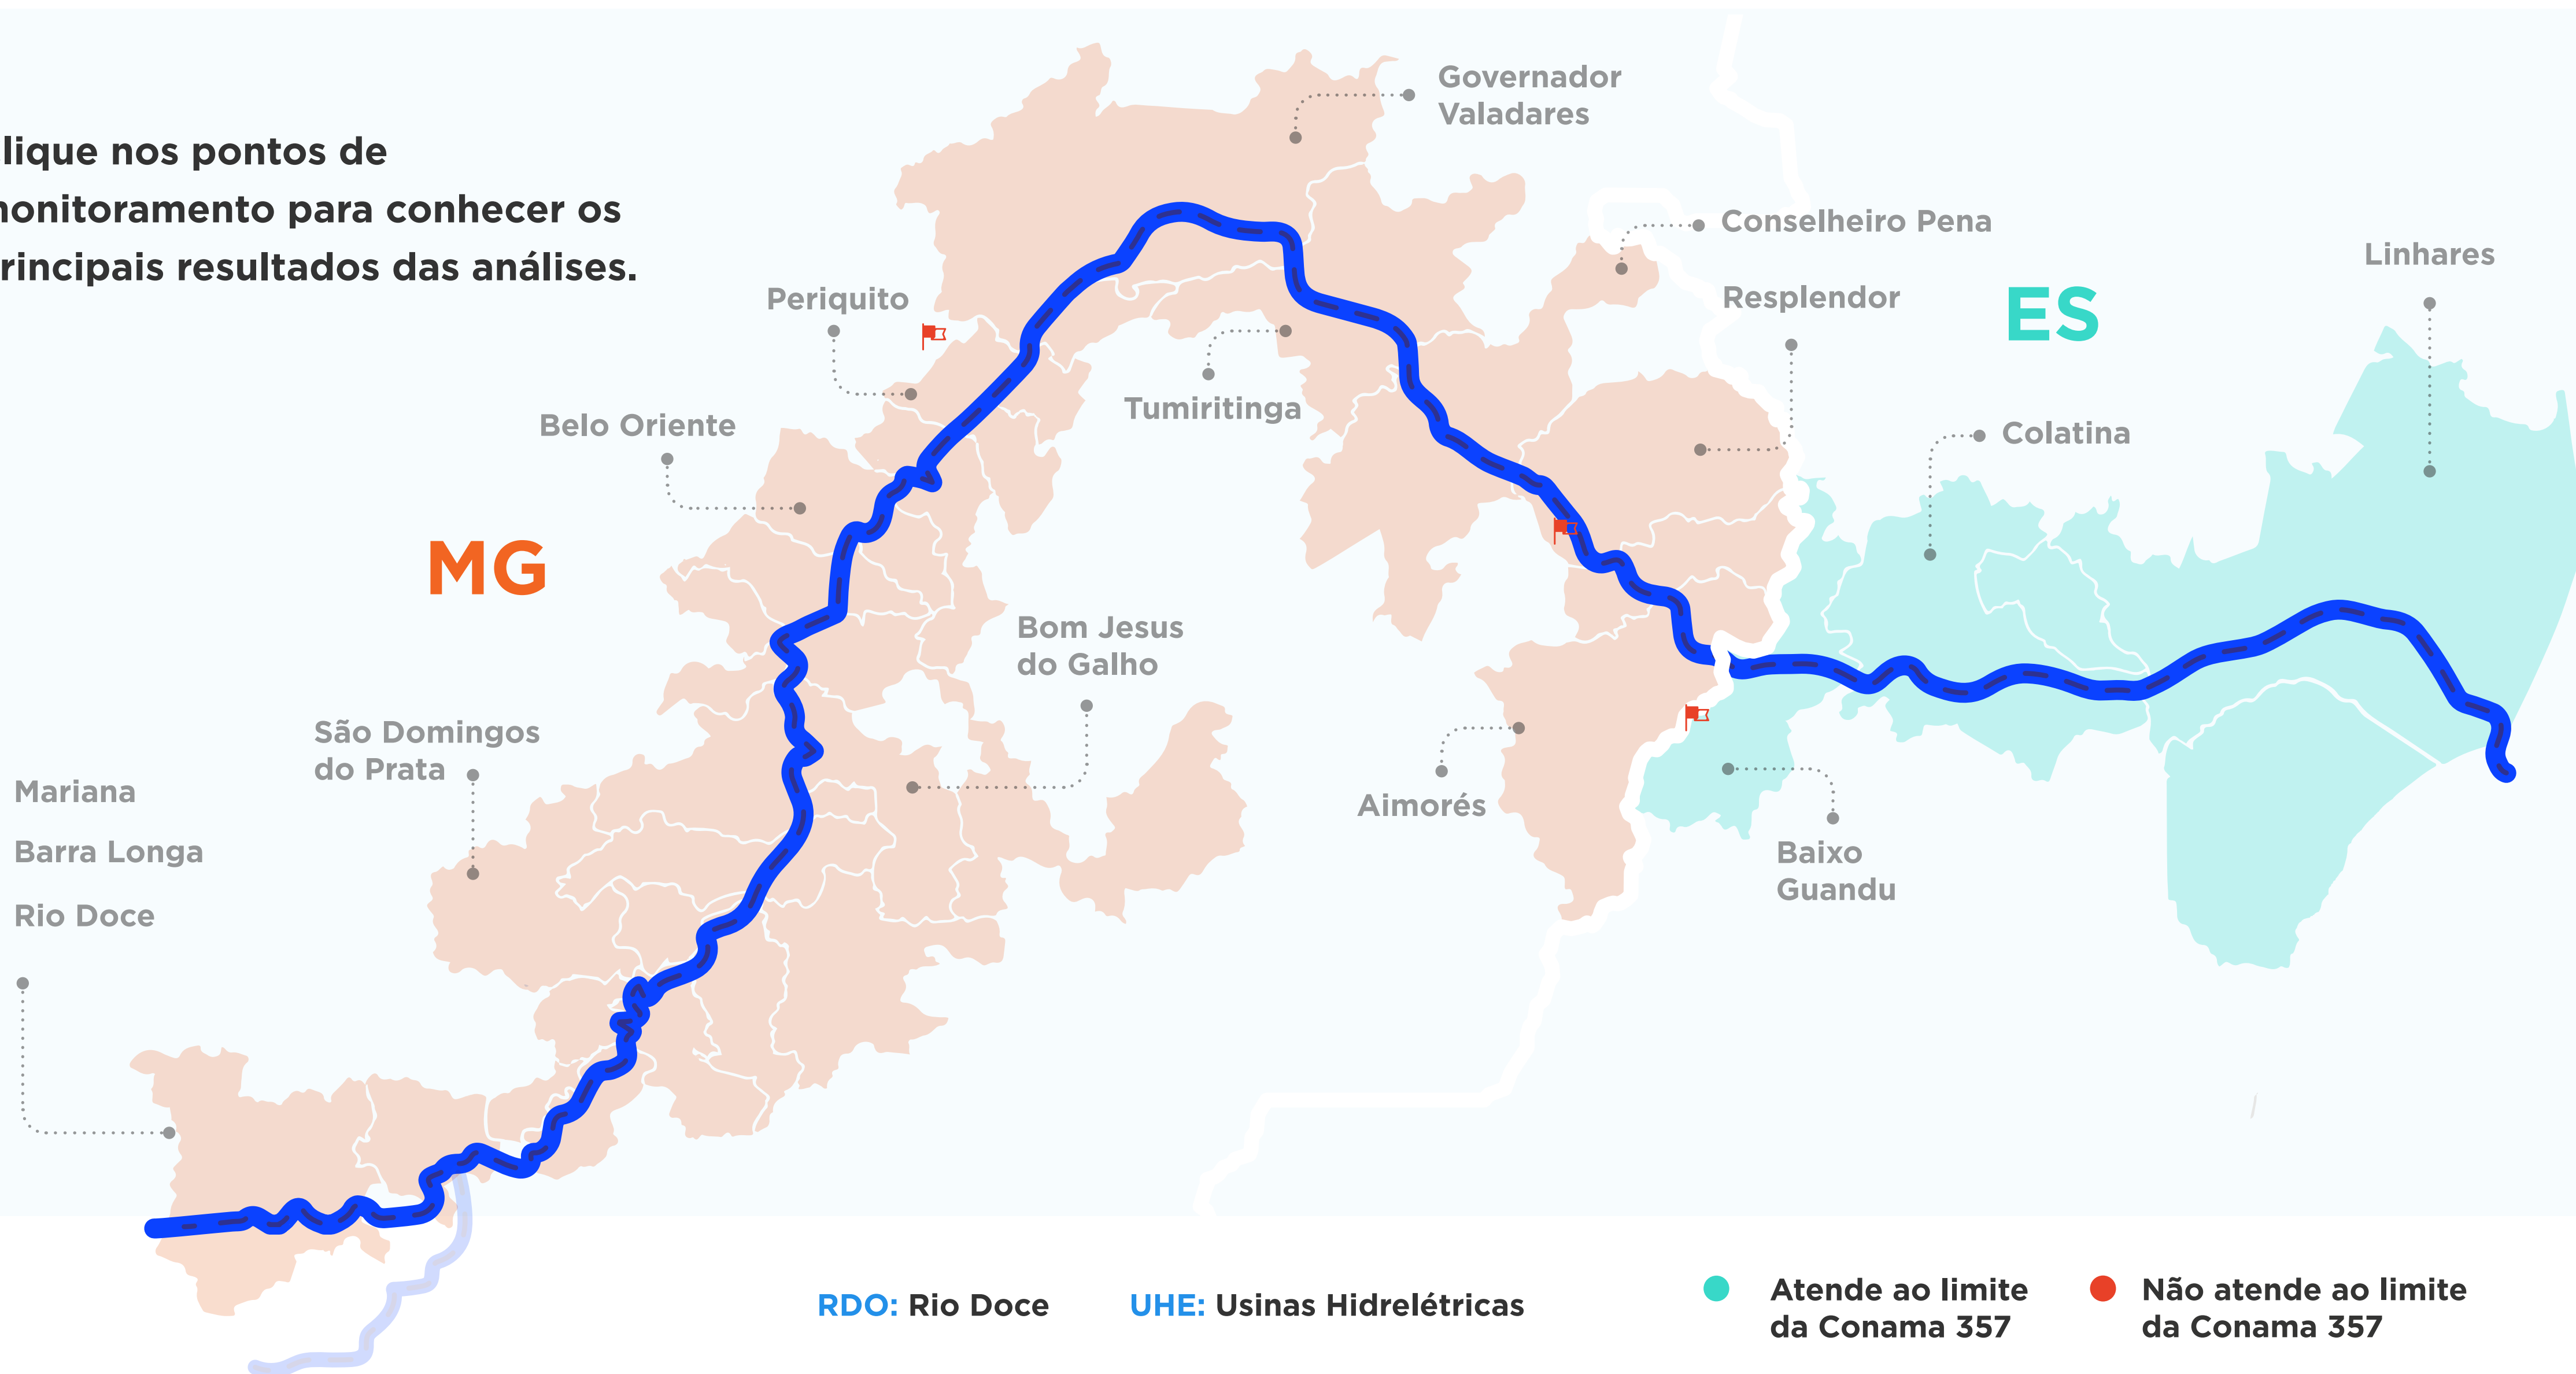 lique nos pontos de
onitoramento para conhecer os
rincipais resultados das análises.
Governador
Valadares
Conselheiro Pena
Resplendor
Linhares
ES
Periquito
Tumiritinga
Belo Oriente
Colatina
MG
Bom Jesus
do Galho
São Domingos
do Prata
Mariana
Barra Longa
Rio Doce
Aimorés
Baixo
Guandu
RDO: Rio Doce
UHE: Usinas Hidrelétricas
Atende ao limite
da Conama 357
Não atende ao limite
da Conama 357